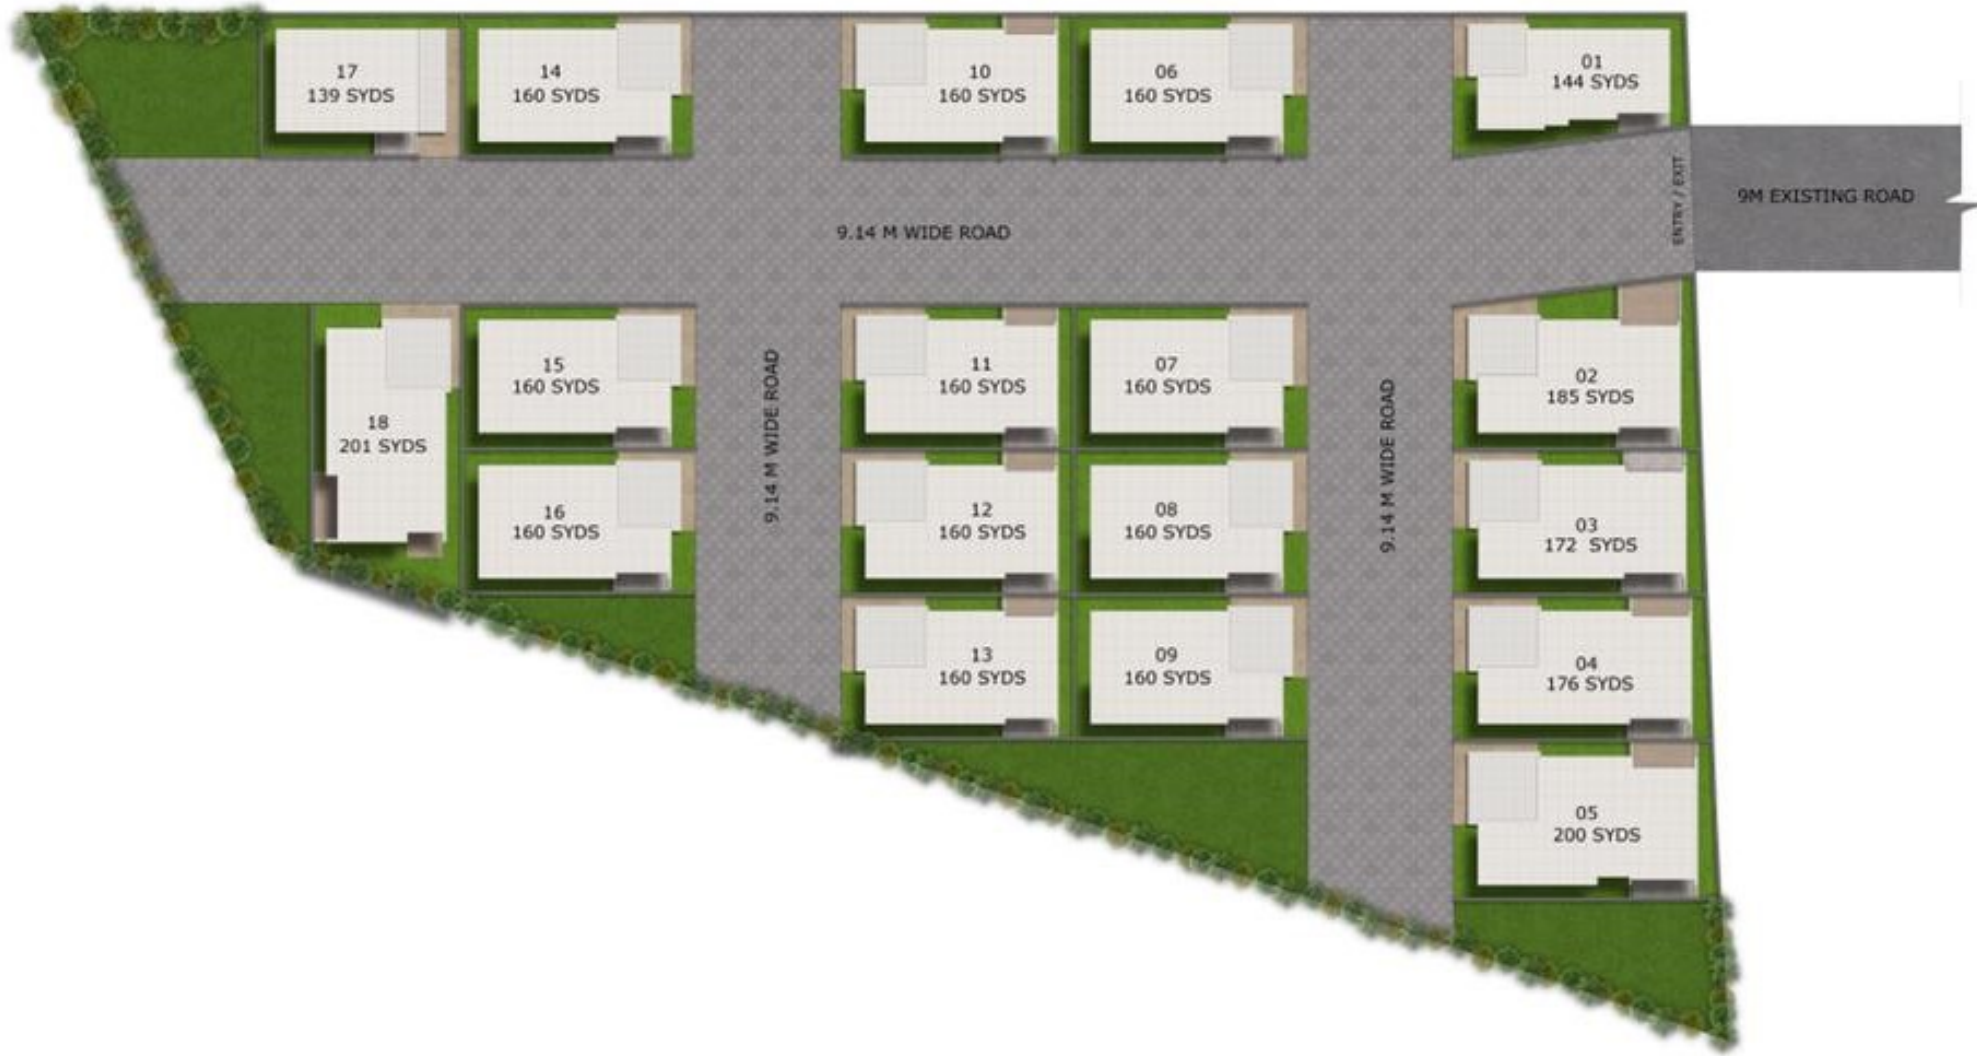 17
139 SYDS
14
160 SYDS
10
160 SYDS
06
160 SYDS
01
144 SYDS
ENTRY / EXIT
9M EXISTING ROAD
9.14 M WIDE ROAD
18
201 SYDS
15
160 SYDS
16
160 SYDS
9.14 M WIDE ROAD
11
160 SYDS
07
160 SYDS
12
160 SYDS
08
160 SYDS
13
160 SYDS
09
160 SYDS
9.14 M WIDE ROAD
02
185 SYDS
03
172 SYDS
04
176 SYDS
05
200 SYDS